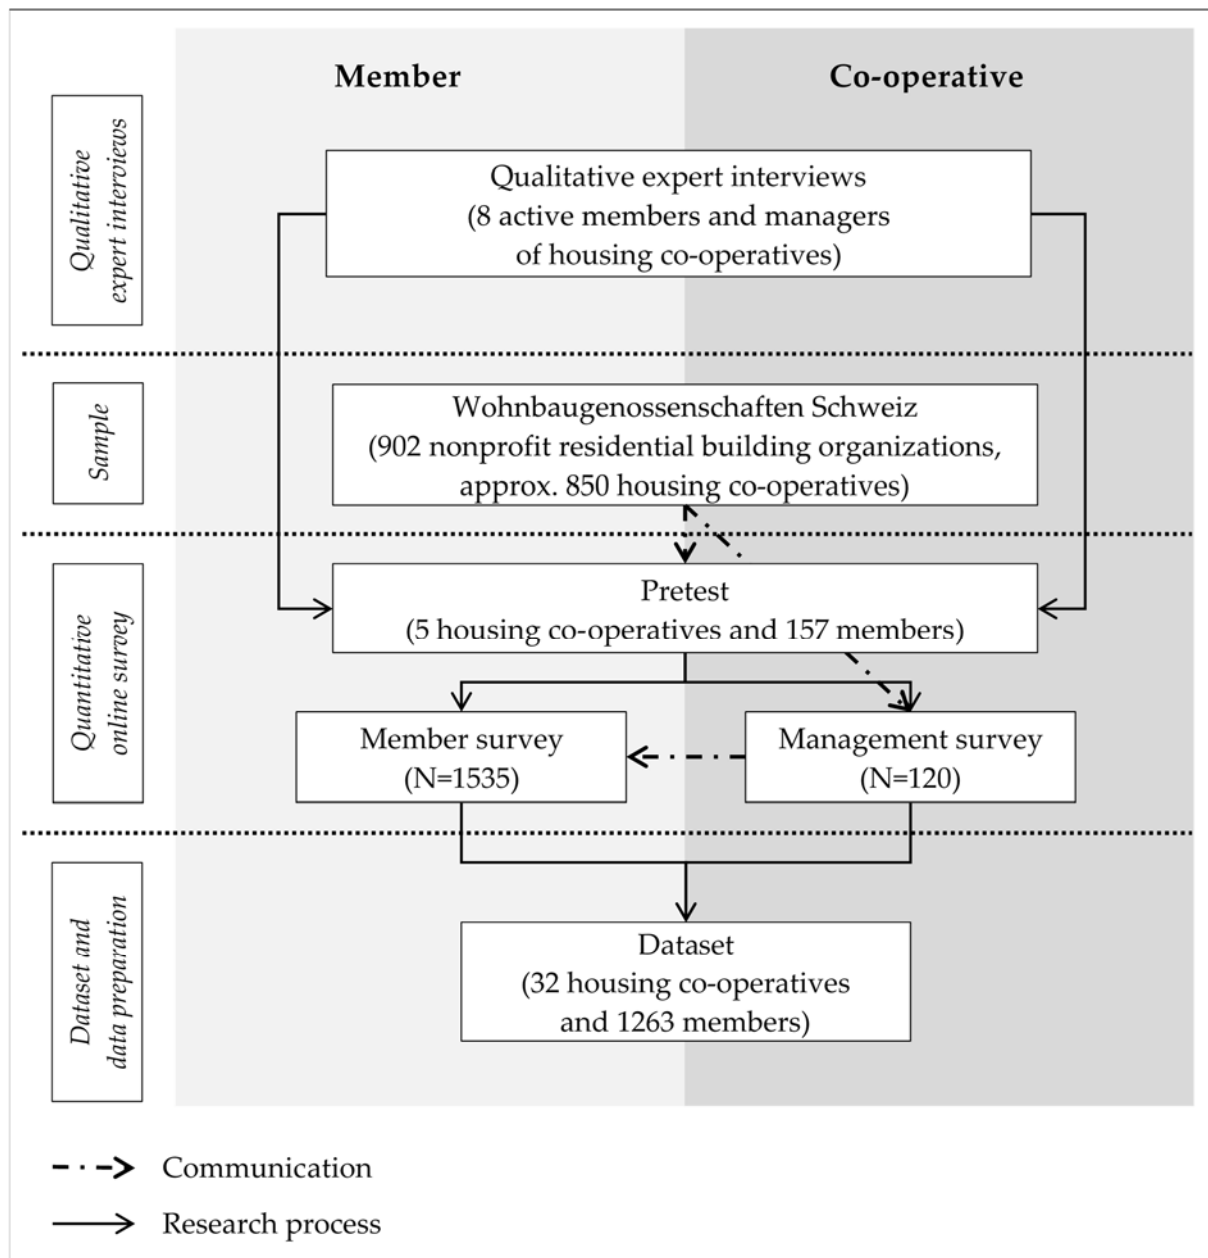 Member
Co-operative
Qualitative
expert interviews
Qualitative expert interviews
(8 active members and managers
of housing co-operatives)
Sample
Wohnbaugenossenschaften Schweiz
(902 nonprofit residential building organizations,
approx. 850 housing co-operatives)
Quantitative
online survey
Pretest
(5 housing co-operatives and 157 members)
Member survey
(N=1535)
Management survey
(N=120)
Dataset and
data preparation
Dataset
(32 housing co-operatives
and 1263 members)
Communication
Research process